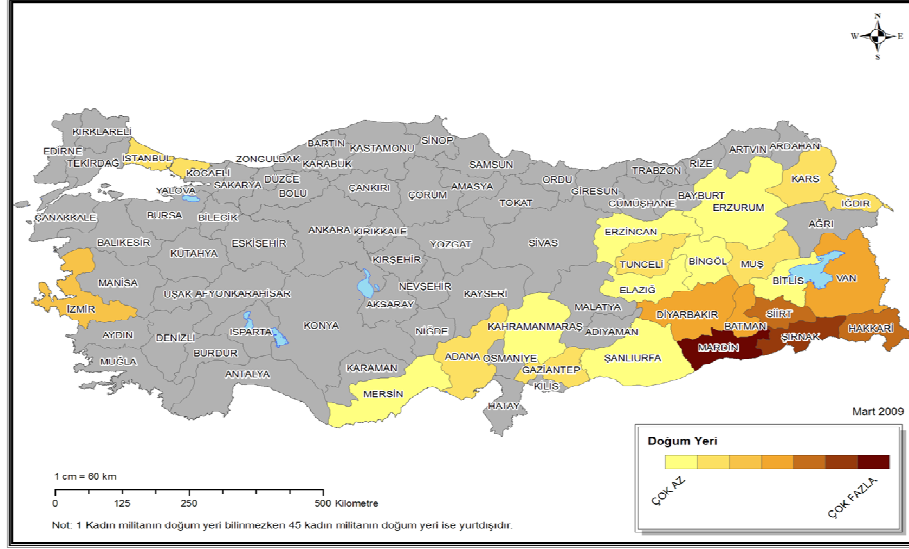 N
W E
S
KIRKLARELİ
EDİRNE
TEKİRDAĞ
İSTANBUL
KOCAELİ
YALOVA
SAKARYA
ZONGULDAK
DÜZCE
BOLU
BARTIN
KARABÜK
KASTAMONU
SİNOP
ÇANKIRI
ÇORUM
SAMSUN
AMASYA
TOKAT
ORDU
GİRESUN
TRABZON
GÜMÜŞHANE
RİZE
BAYBURT
ARTVİN
ARDAHAN
KARS
IĞDIR
ERZURUM
AĞRI
ERZİNCAN
ÇANAKKALE
BURSA
BİLECİK
BALIKESİR
KÜTAHYA
ESKİŞEHİR
ANKARA
KIRIKKALE
YOZGAT
SİVAS
TUNCELİ
BİNGÖL
MUŞ
BİTLİS
VAN
ELAZIĞ
MANİSA
İZMİR
UŞAK
AFYONKARAHİSAR
KIRŞEHİR
NEVŞEHİR
AKSARAY
KAYSERİ
MALATYA
DİYARBAKIR
BATMAN
SİİRT
ŞIRNAK
HAKKARİ
MARDİN
AYDIN
DENİZLİ
ISPARTA
BURDUR
KONYA
NİĞDE
KAHRAMANMARAŞ
ADIYAMAN
ŞANLIURFA
MUĞLA
ANTALYA
KARAMAN
MERSİN
ADANA
OSMANİYE
GAZİANTEP
KİLİS
HATAY
Mart 2009
Doğum Yeri
ÇOK AZ
ÇOK FAZLA
1 cm = 60 km
0 125 250 500 Kilometre
Not: 1 Kadın militanın doğum yeri bilinmezken 45 kadın militanın doğum yeri ise yurtdışıdır.